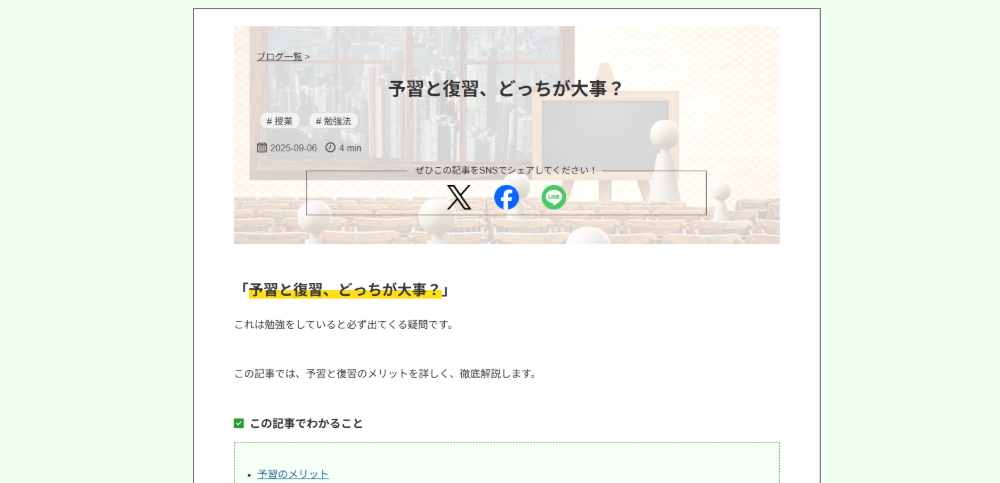 ブログ一覧 >
予習と復習、どっちが大事？
# 授業 # 勉強法
2025-09-06 4 min
ぜひこの記事をSNSでシェアしてください！
LINE
「予習と復習、どっちが大事？」
これは勉強をしていると必ず出てくる疑問です。
この記事では、予習と復習のメリットを詳しく、徹底解説します。
この記事でわかること
• 予習のメリット